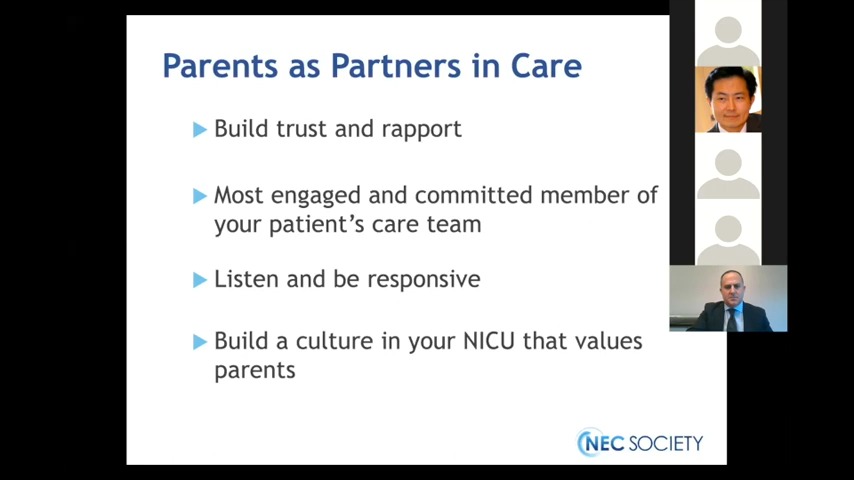 Parents as Partners in Care
Build trust and rapport
Most engaged and committed member of
your patient's care team
Listen and be responsive
Build a culture in your NICU that values
parents
NEC SOCIETY